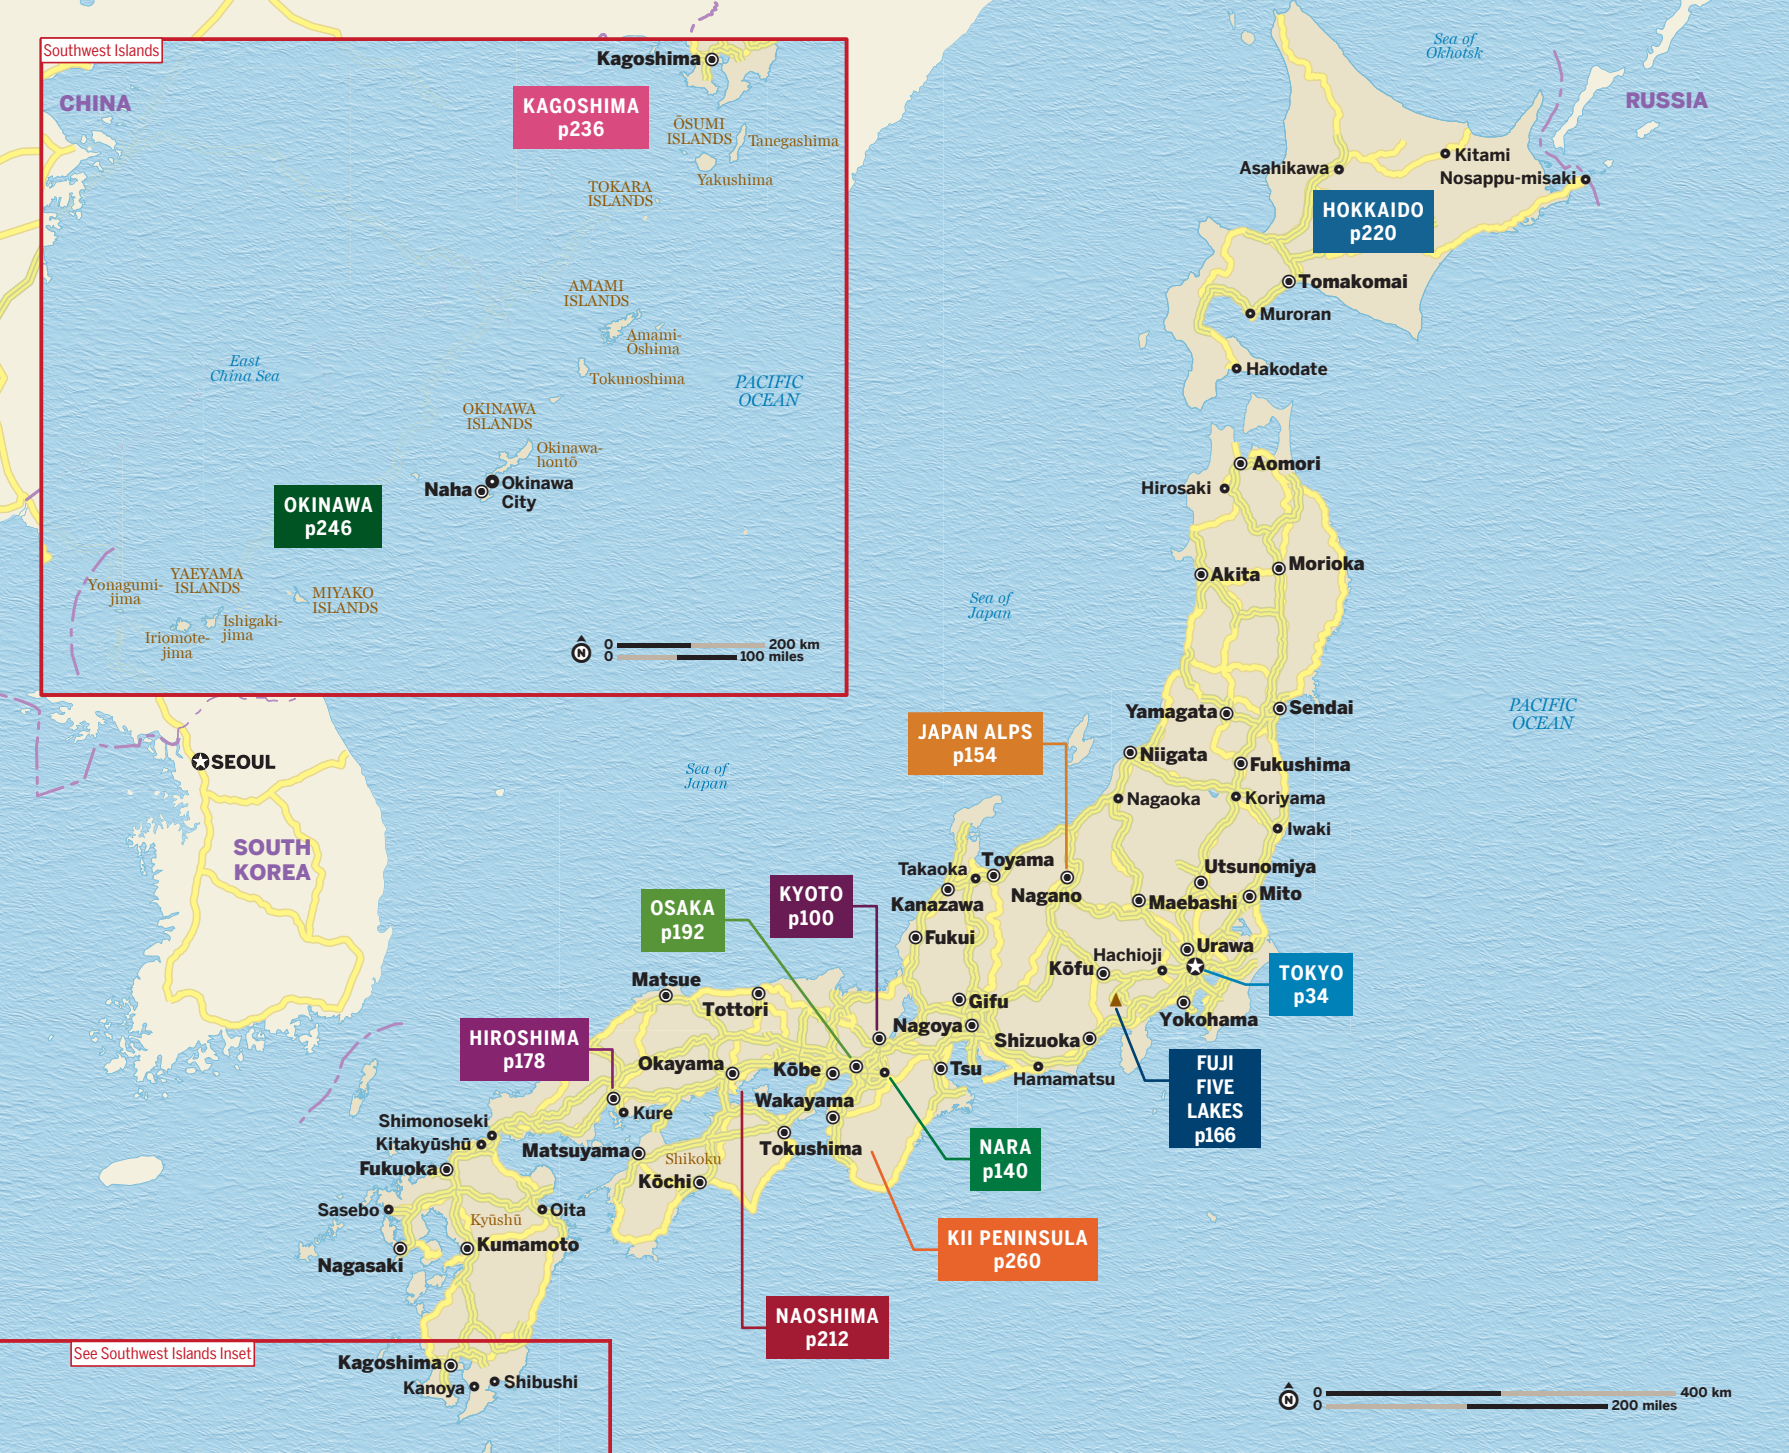 Southwest Islands
CHINA
Kagoshima
KAGOSHIMA
p236
ŌSUMI
ISLANDS
Tanegashima
Yakushima
TOKARA
ISLANDS
AMAMI
ISLANDS
Amami-
Ōshima
Tokunoshima
East
China Sea
PACIFIC
OCEAN
OKINAWA
ISLANDS
Okinawa-
hontō
Naha
Okinawa
City
OKINAWA
p246
YAEYAMA
ISLANDS
Yonagumi-
jima
MIYAKO
ISLANDS
Ishigaki-
jima
Iriomote-
jima
N
0
200 km
0
100 miles
Sea of
Okhotsk
RUSSIA
Kitami
Asahikawa
Nosappu-misaki
HOKKAIDO
p220
Tomakomai
Muroran
Hakodate
Aomori
Hirosaki
Morioka
Akita
Sea of
Japan
Yamagata
Sendai
PACIFIC
OCEAN
JAPAN ALPS
p154
Niigata
Fukushima
SEOUL
Sea of
Japan
Nagaoka
Koriyama
Iwaki
SOUTH
KOREA
Takaoka
Toyama
Utsunomiya
Kanazawa
Nagano
Maebashi
Mito
KYOTO
p100
OSAKA
p192
Fukui
Urawa
Hachioji
Kōfu
TOKYO
p34
Matsue
Tottori
Gifu
Nagoya
Yokohama
Shizuoka
HIROSHIMA
p178
Okayama
Kōbe
Tsu
Hamamatsu
FUJI
FIVE
LAKES
p166
Kure
Wakayama
Shimonoseki
Kitakyūshū
Matsuyama
Tokushima
NARA
p140
Fukuoka
Shikoku
Kōchi
Sasebo
Oita
Kyūshū
KII PENINSULA
p260
Kumamoto
Nagasaki
NAOSHIMA
p212
See Southwest Islands Inset
Kagoshima
Kanoya
Shibushi
N
0
400 km
0
200 miles